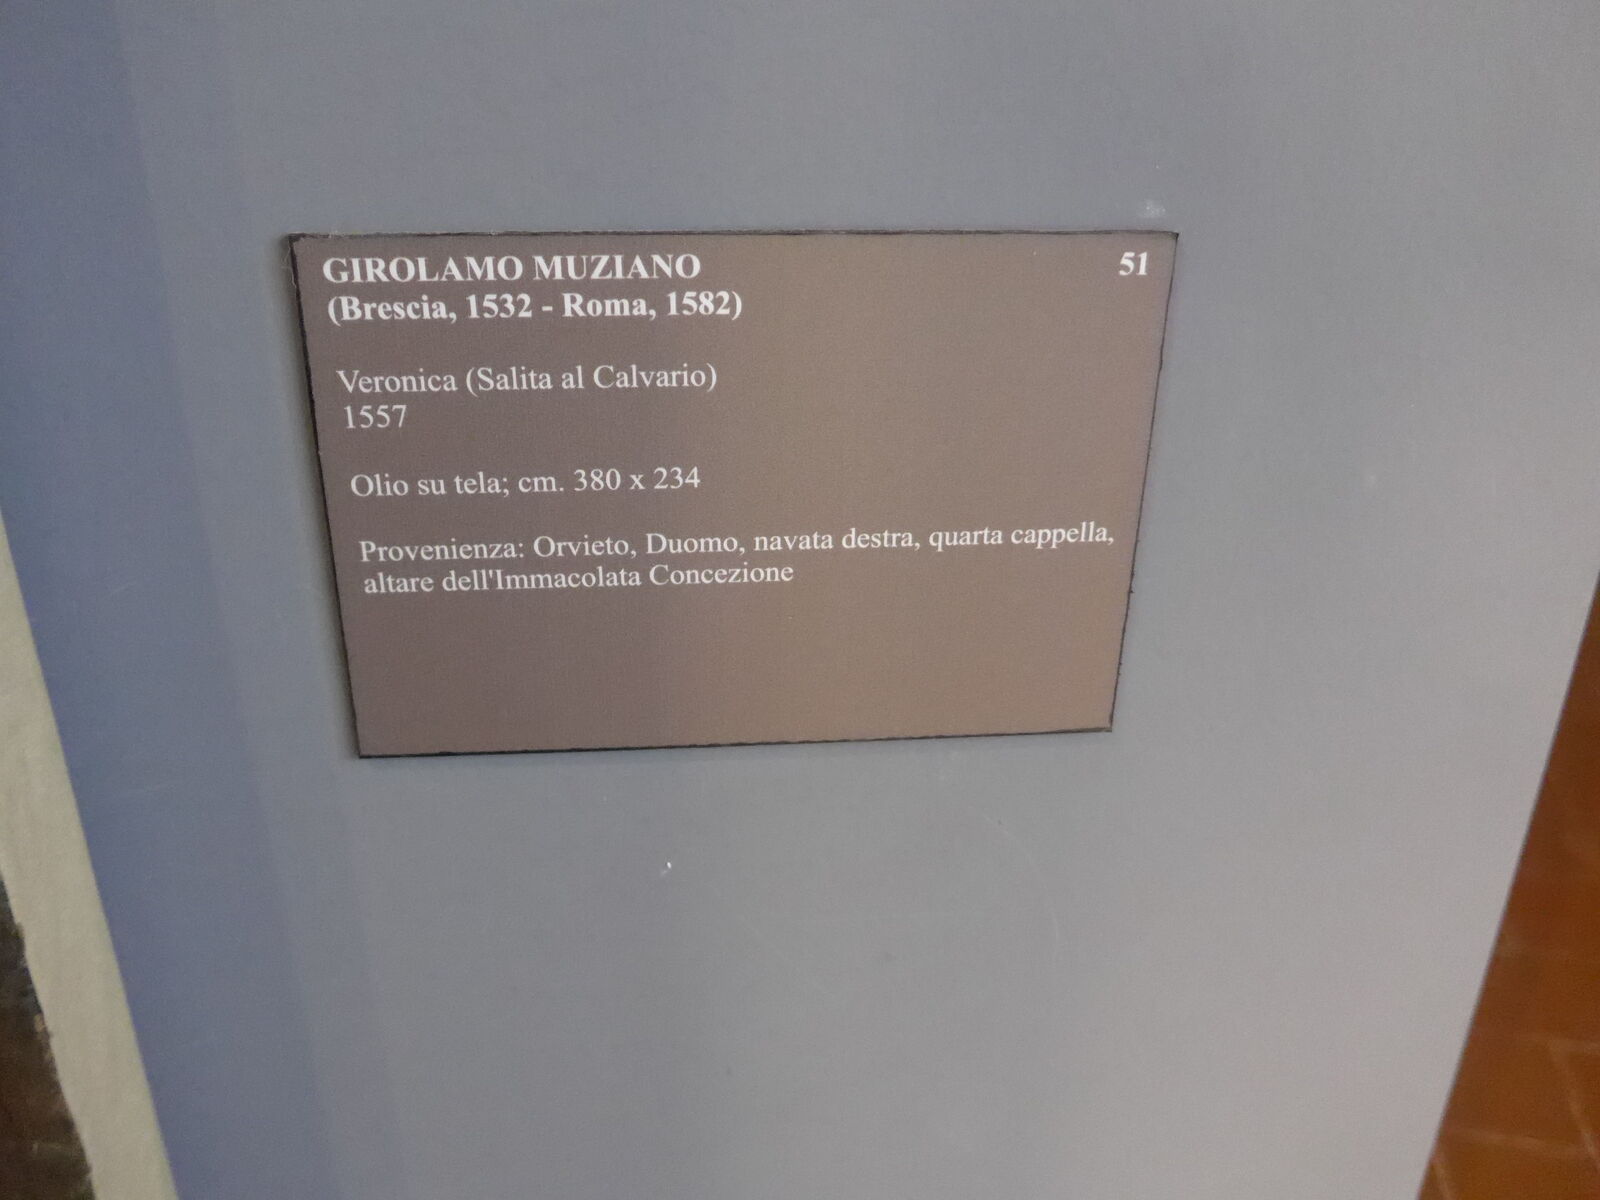 GIROLAMO MUZIANO 51
(Brescia, 1532 - Roma, 1582)
Veronica (Salita al Calvario)
1557
Olio su tela; cm. 380 x 234
Provenienza: Orvieto, Duomo, navata destra, quarta cappella,
altare dell'Immacolata Concezione